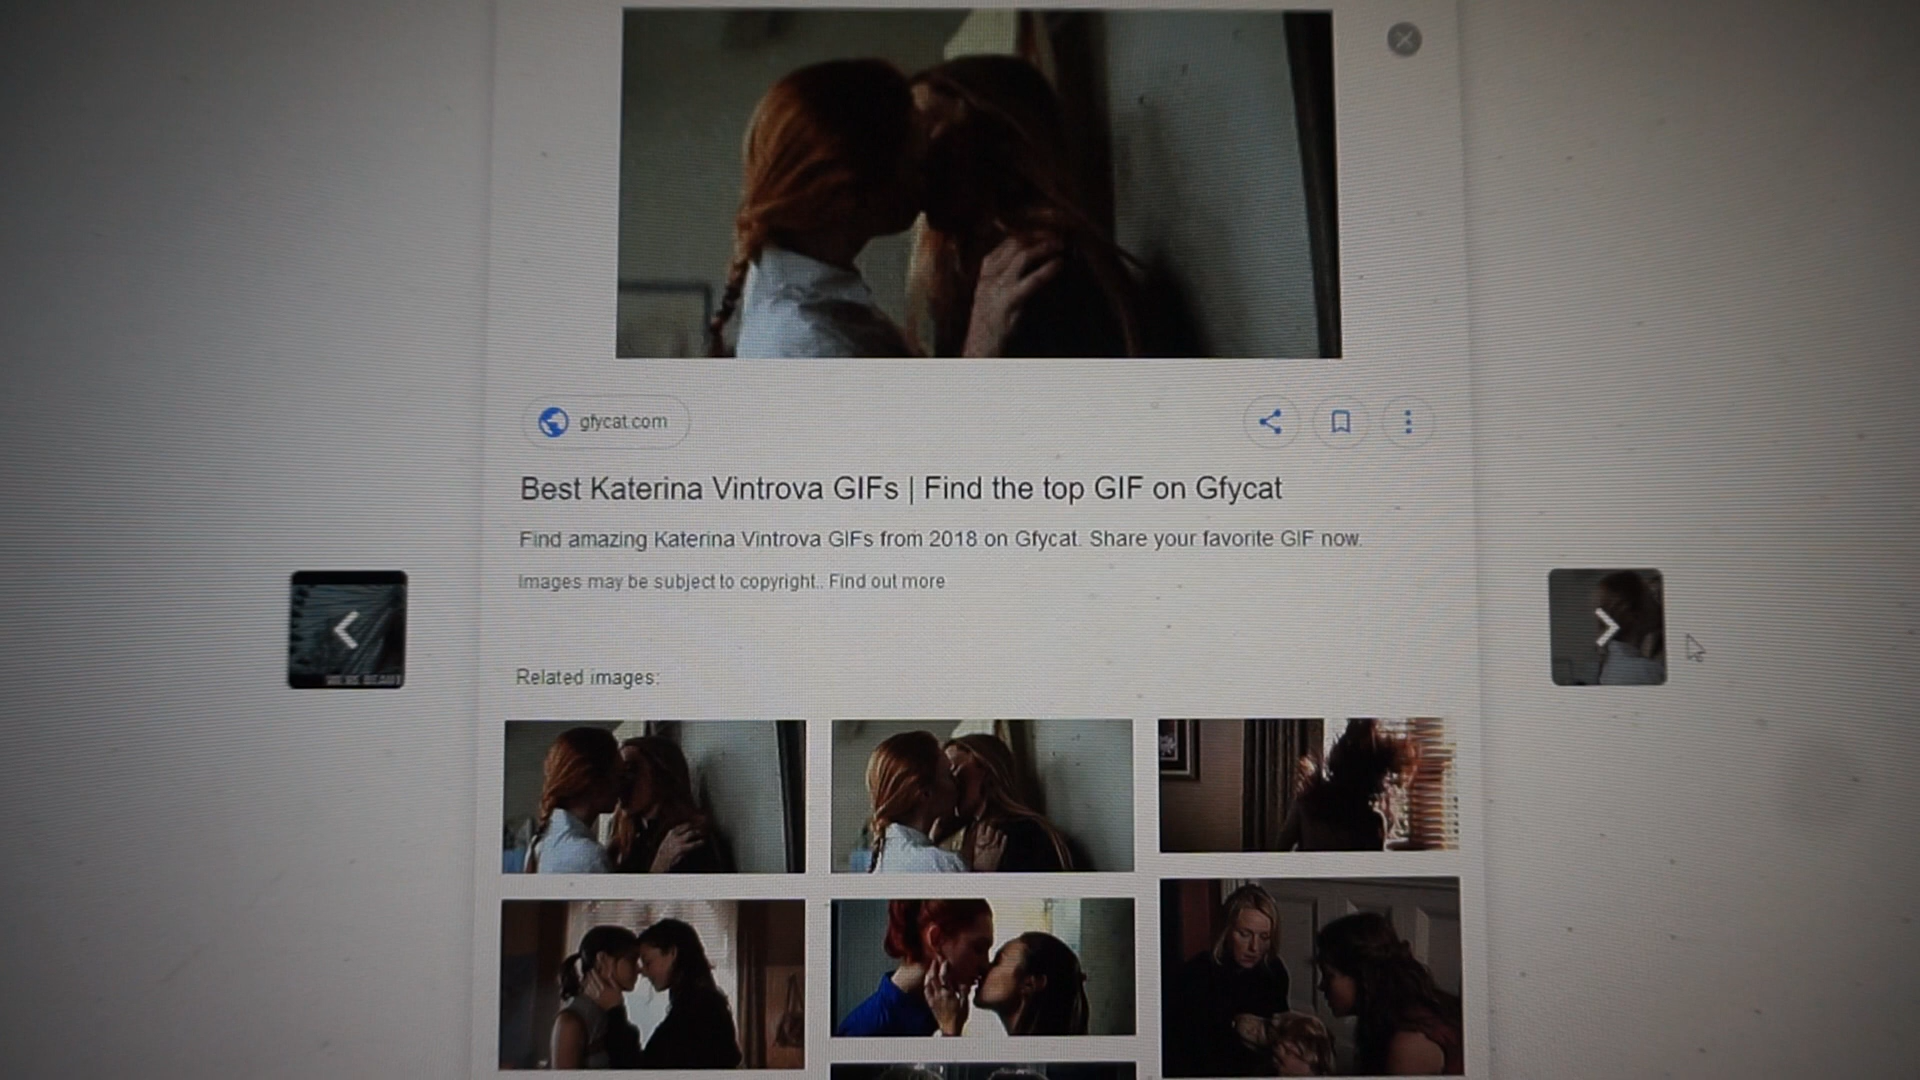 gfycat.com
Best Katerina Vintrova GIFs | Find the top GIF on Gfycat
Find amazing Katerina Vintrova GIFs from 2018 on Gfycat. Share your favorite GIF now.
Images may be subject to copyright.. Find out more
Related images: